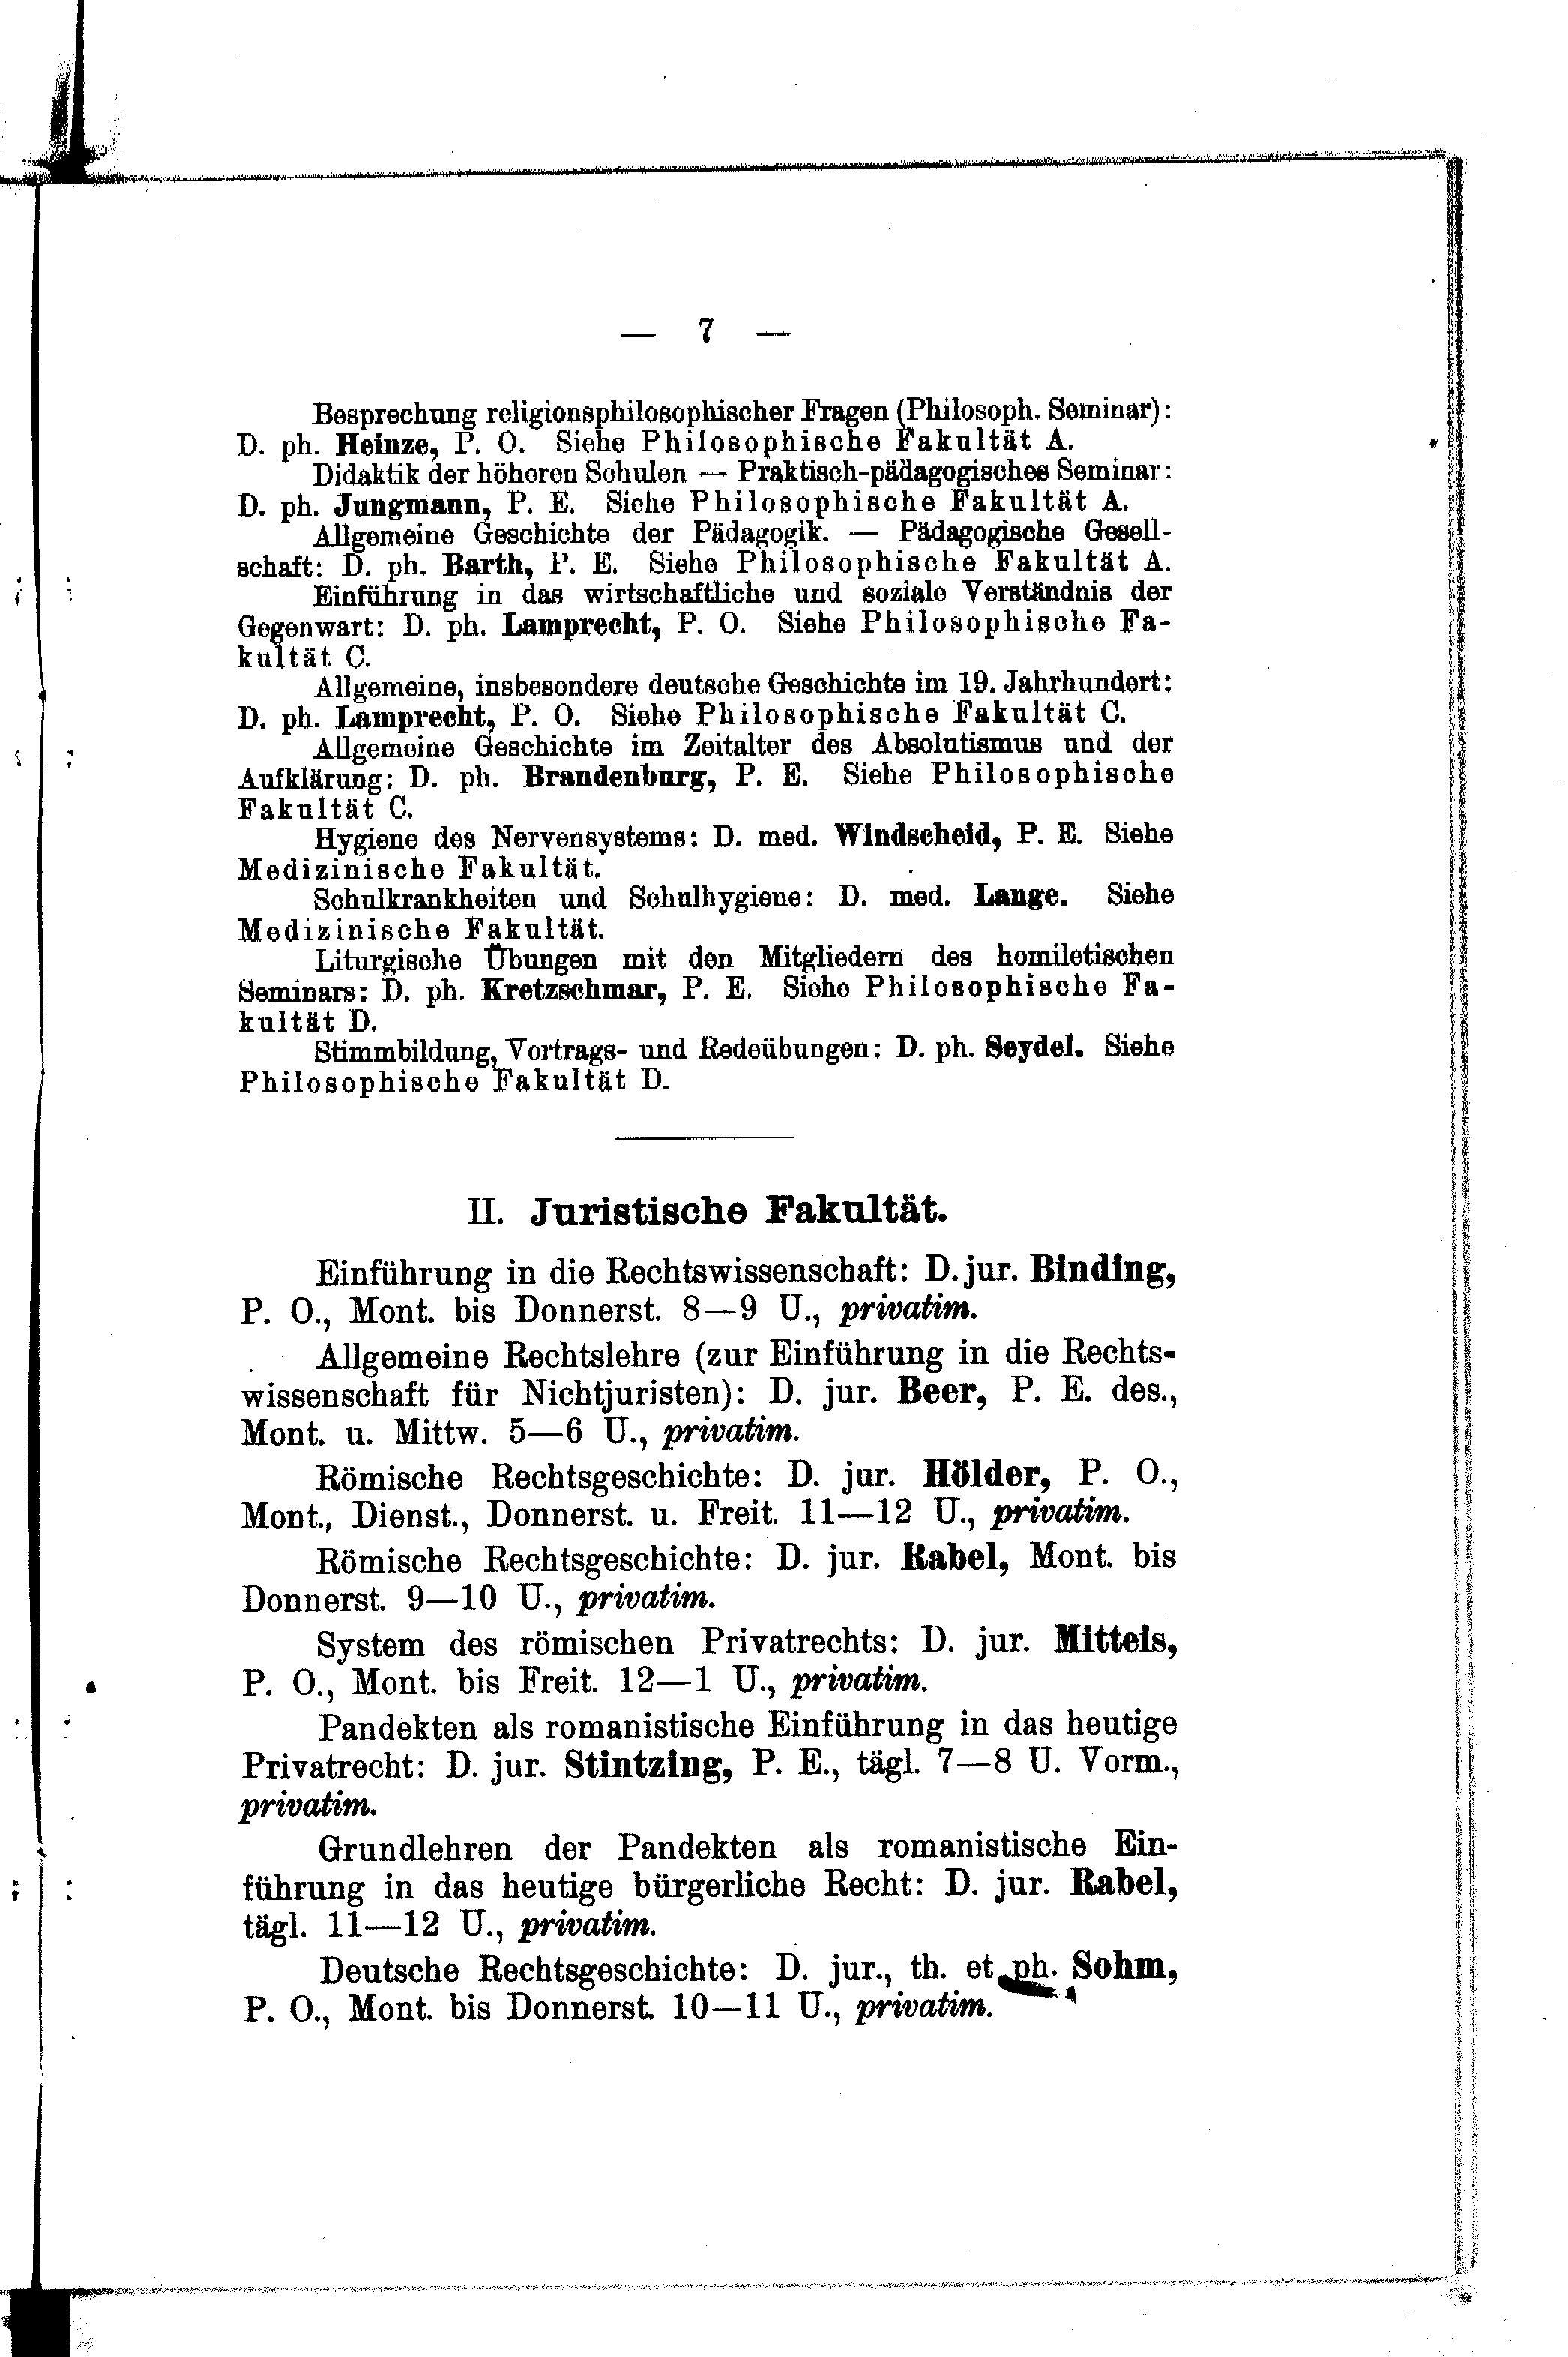 — 7 —
Besprechung religionsphilosophischer Fragen (Philosoph. Seminar):
D. ph. Heinze, P. O. Siehe Philosophische Fakultät A.
Didaktik der höheren Schulen — Praktisch-pädagogisches Seminar:
D. ph. Jungmann, P. E. Siehe Philosophische Fakultät A.
Allgemeine Geschichte der Pädagogik. — Pädagogische Gesell-
schaft: D. ph. Barth, P. E. Siehe Philosophische Fakultät A.
Einführung in das wirtschaftliche und soziale Verständnis der
Gegenwart: D. ph. Lamprecht, P. O. Siehe Philosophische Fa-
kultät C.
Allgemeine, insbesondere deutsche Geschichte im 19. Jahrhundert:
D. ph. Lamprecht, P. O. Siehe Philosophische Fakultät C.
Allgemeine Geschichte im Zeitalter des Absolutismus und der
Aufklärung: D. ph. Brandenburg, P. E. Siehe Philosophische
Fakultät C.
Hygiene des Nervensystems: D. med. Windscheid, P. E. Siehe
Medizinische Fakultät.
Schulkrankheiten und Schulhygiene: D. med. Lange. Siehe
Medizinische Fakultät.
Liturgische Übungen mit den Mitgliedern des homiletischen
Seminars: D. ph. Kretzschmar, P. E. Siehe Philosophische Fa-
kultät D.
Stimmbildung, Vortrags- und Redeübungen: D. ph. Seydel. Siehe
Philosophische Fakultät D.
II. Juristische Fakultät.
Einführung in die Rechtswissenschaft: D. jur. Binding,
P. O., Mont. bis Donnerst. 8—9 U., privatim.
Allgemeine Rechtslehre (zur Einführung in die Rechts-
wissenschaft für Nichtjuristen): D. jur. Beer, P. E. des.,
Mont. u. Mittw. 5—6 U., privatim.
Römische Rechtsgeschichte: D. jur. Hölder, P. O.,
Mont., Dienst., Donnerst. u. Freit. 11—12 U., privatim.
Römische Rechtsgeschichte: D. jur. Rabel, Mont. bis
Donnerst. 9—10 U., privatim.
System des römischen Privatrechts: D. jur. Mitteis,
P. O., Mont. bis Freit. 12—1 U., privatim.
Pandekten als romanistische Einführung in das heutige
Privatrecht: D. jur. Stintzing, P. E., tägl. 7—8 U. Vorm.,
privatim.
Grundlehren der Pandekten als romanistische Ein-
führung in das heutige bürgerliche Recht: D. jur. Rabel,
tägl. 11—12 U., privatim.
Deutsche Rechtsgeschichte: D. jur., th. et ph. Sohm,
P. O., Mont. bis Donnerst. 10—11 U., privatim.